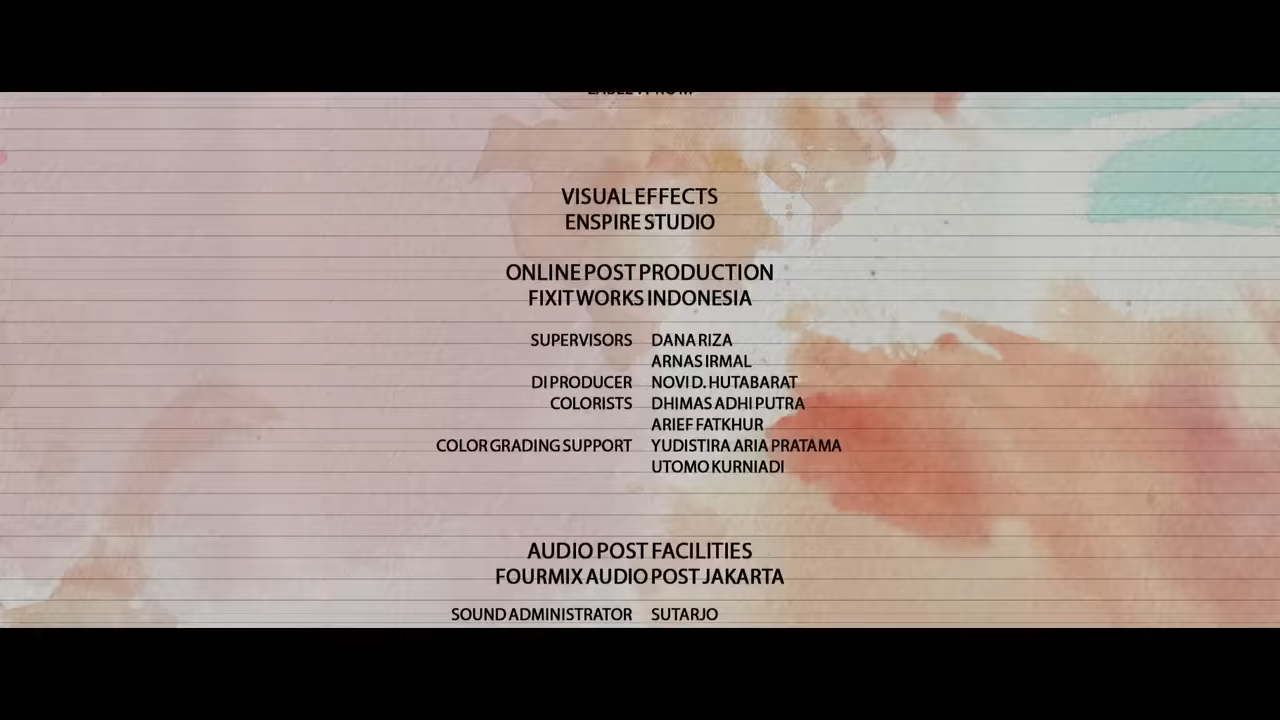 VISUAL EFFECTS
ENSPIRE STUDIO
ONLINE POST PRODUCTION
FIXIT WORKS INDONESIA
SUPERVISORS DANA RIZA
ARNAS IRMAL
DI PRODUCER NOVI D. HUTABARAT
COLORISTS DHIMAS ADHI PUTRA
ARIEF FATKHUR
COLOR GRADING SUPPORT YUDISTIRA ARIA PRATAMA
UTOMO KURNIADI
AUDIO POST FACILITIES
FOURMIX AUDIO POST JAKARTA
SOUND ADMINISTRATOR SUTARJO